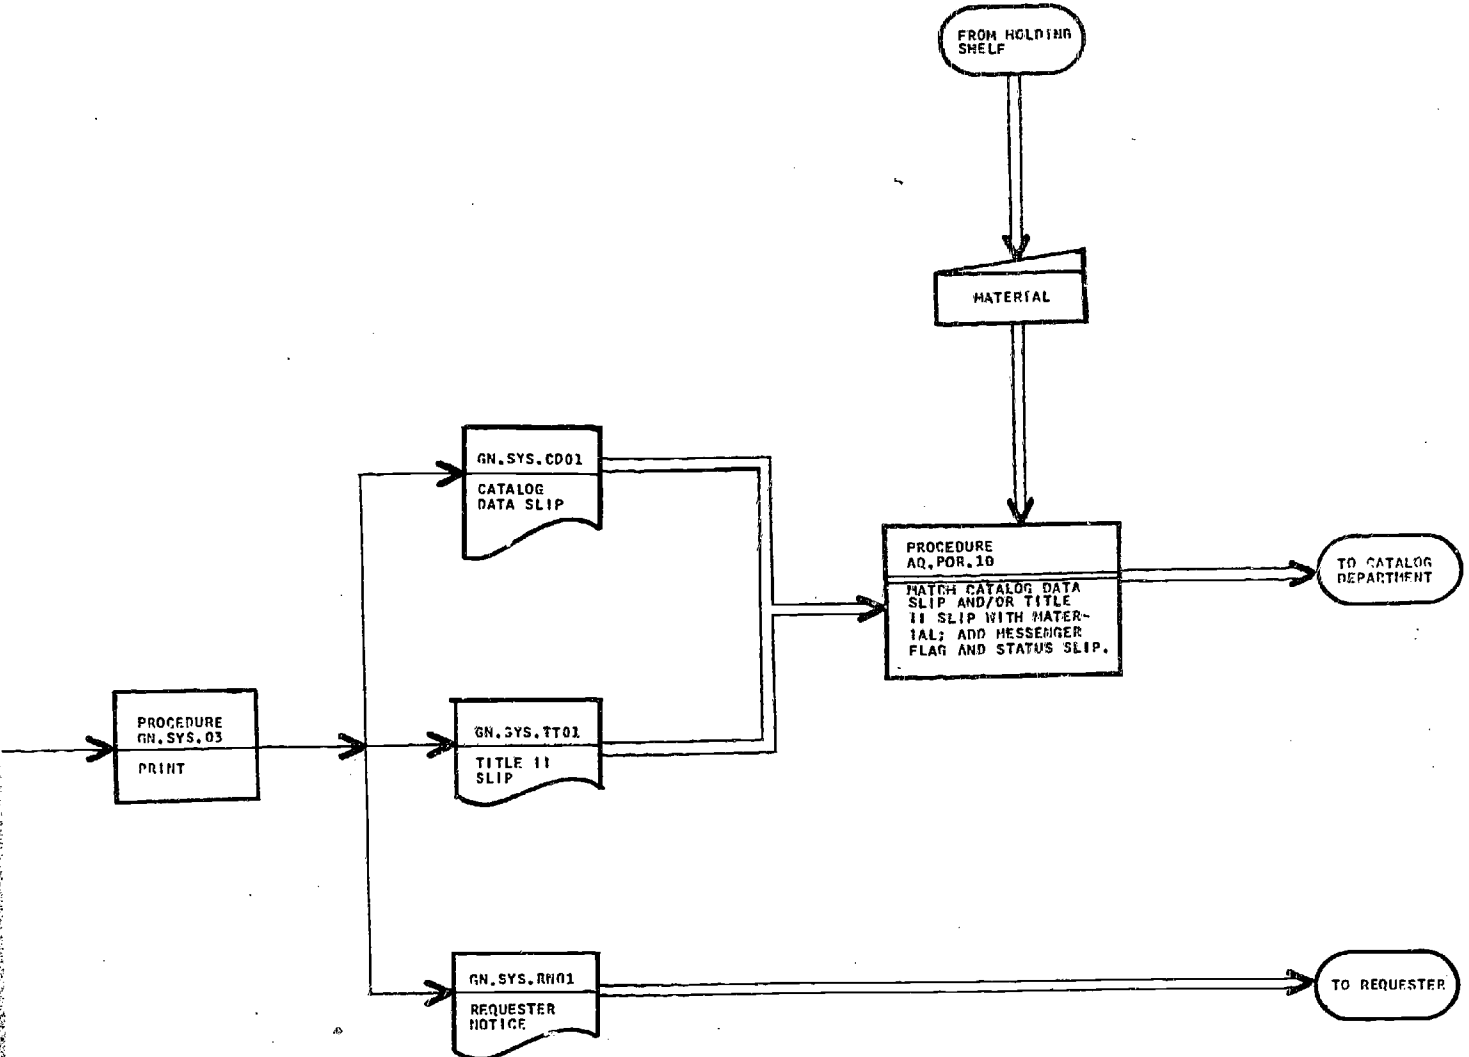 FROM HOLDING
SHELF
MATERIAL
GN.SYS.CD01
CATALOG
DATA SLIP
PROCEDURE
AQ.POR.10
MATCH CATALOG DATA
SLIP AND/OR TITLE
II SLIP WITH MATER-
IAL; ADD MESSENGER
FLAG AND STATUS SLIP.
TO CATALOG
DEPARTMENT
PROCEDURE
GN.SYS.03
PRINT
GN.SYS.TT01
TITLE II
SLIP
GN.SYS.RN01
REQUESTER
NOTICE
TO REQUESTER